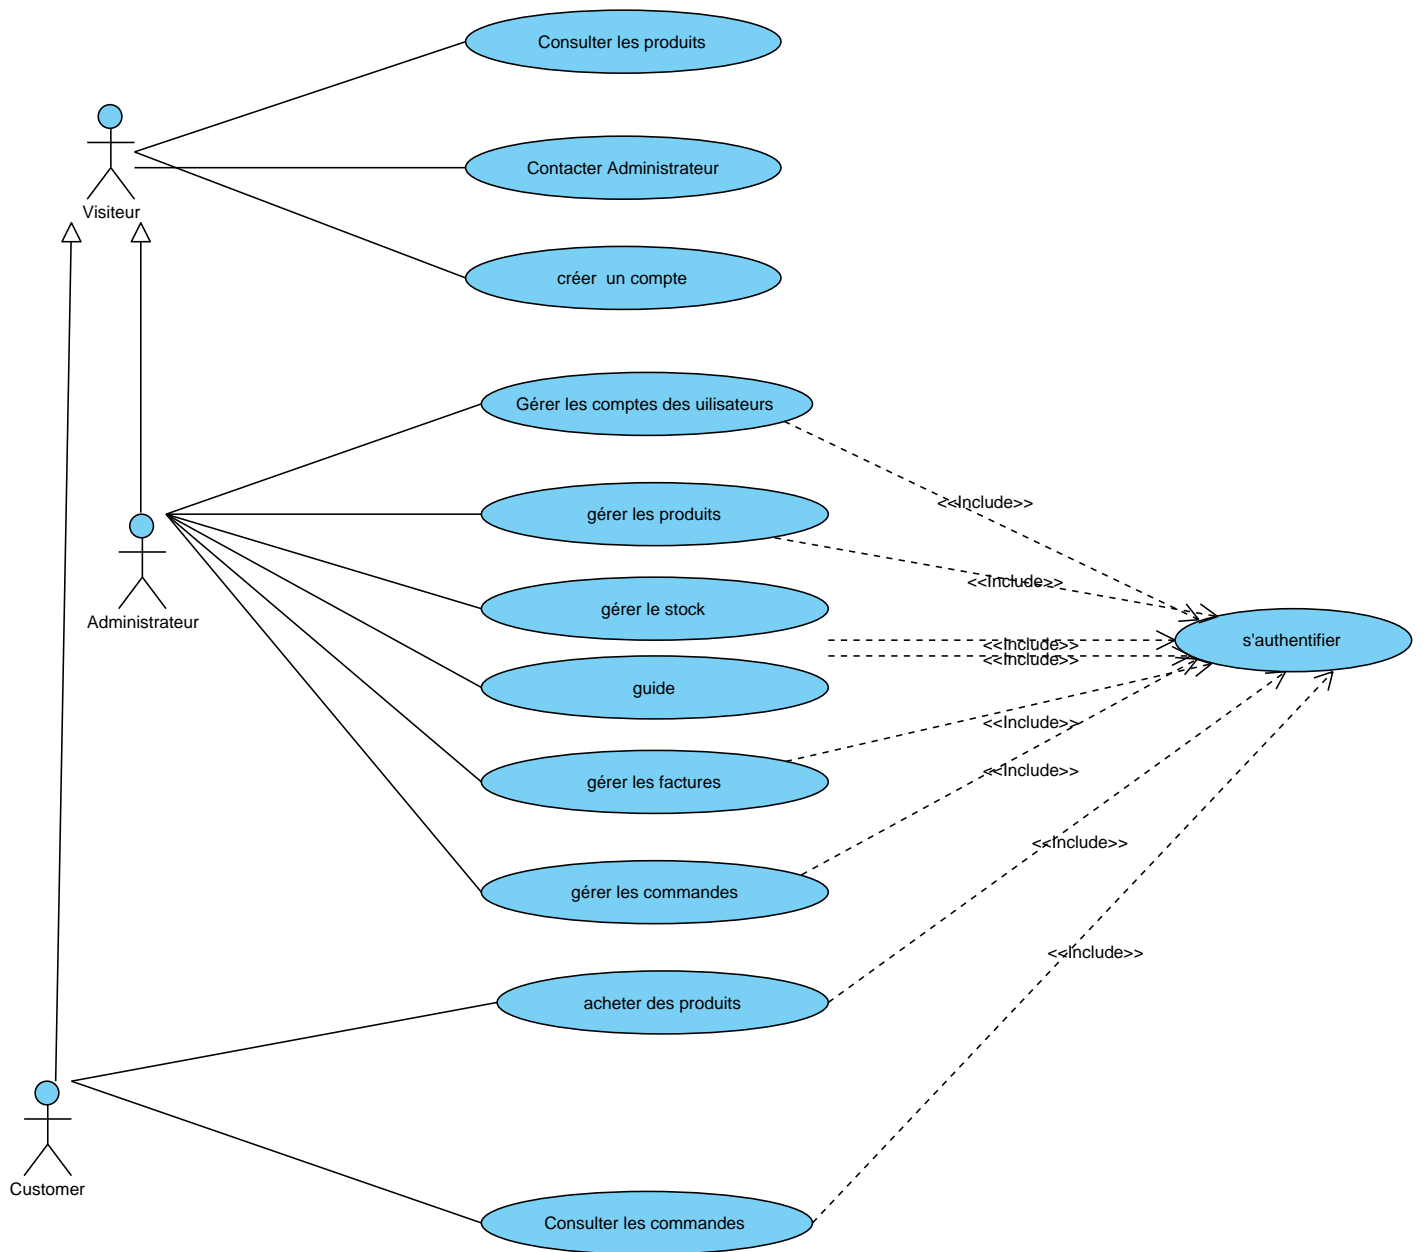 Consulter les produits
Contacter Administrateur
Visiteur
créer  un compte
Gérer les comptes des uilisateurs
<<Include>>
gérer les produits
<<Include>>
Administrateur
gérer le stock
s'authentifier
<<Include>>
<<Include>>
guide
<<Include>>
gérer les factures
<<Include>>
<<Include>>
gérer les commandes
<<Include>>
acheter des produits
Customer
Consulter les commandes